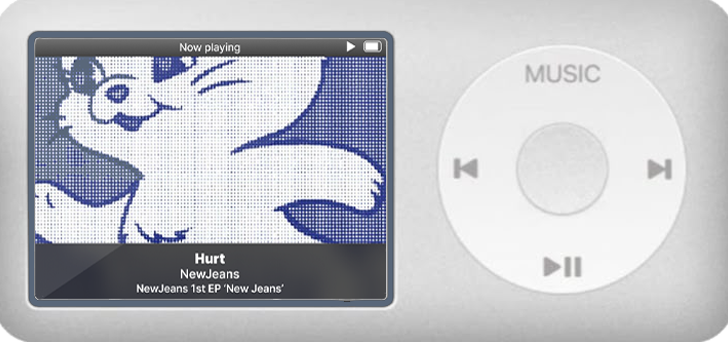 Now playing
MUSIC
Hurt
NewJeans
NewJeans 1st EP ‘New Jeans’